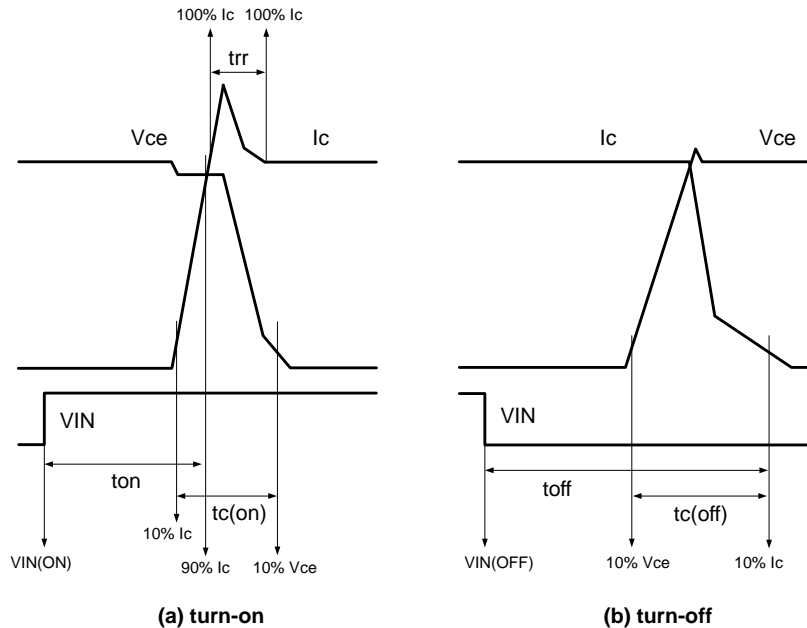 100% Ic 100% Ic
trr
Vce
Ic
Ic
Vce
VIN
ton
tc(on)
10% Ic
VIN(ON)
90% Ic
10% Vce
(a) turn-on
VIN
toff
tc(off)
VIN(OFF)
10% Vce
10% Ic
(b) turn-off